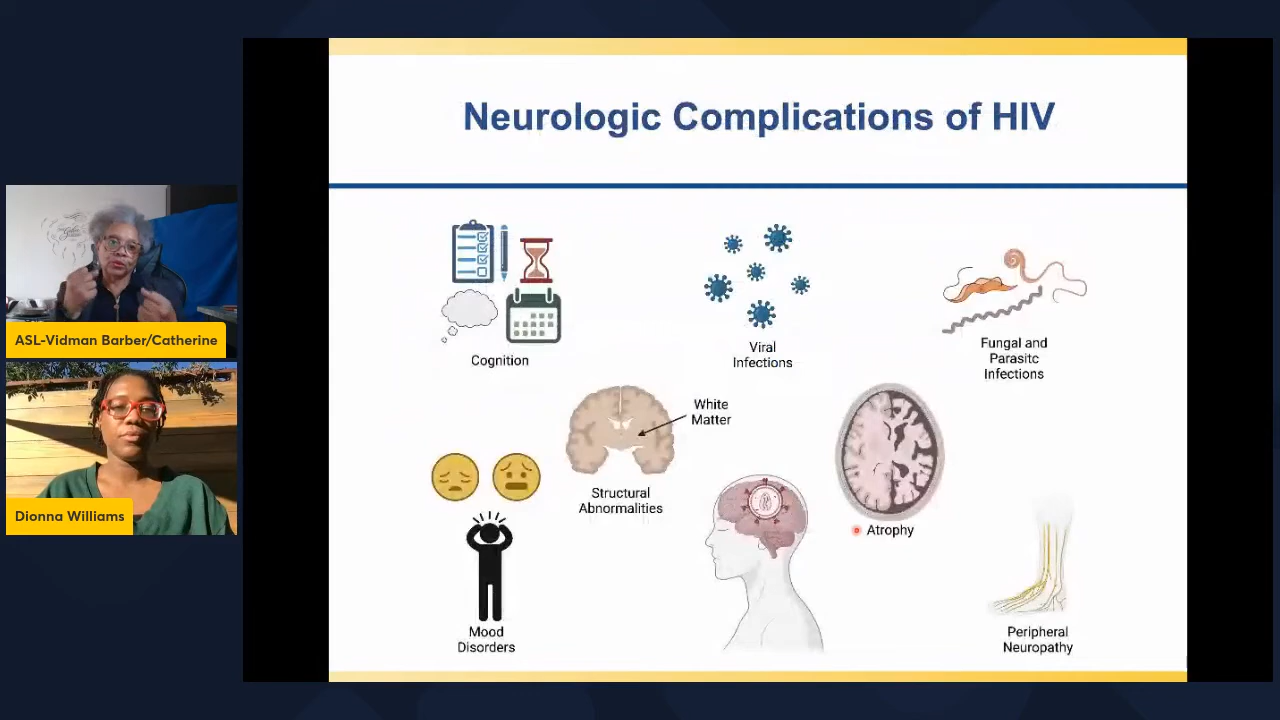 Neurologic Complications of HIV
ASL-Vidman Barber/Catherine
Dionna Williams
Cognition
Viral
Infections
Fungal and
Parasitc
Infections
White
Matter
Structural
Abnormalities
Atrophy
Mood
Disorders
Peripheral
Neuropathy